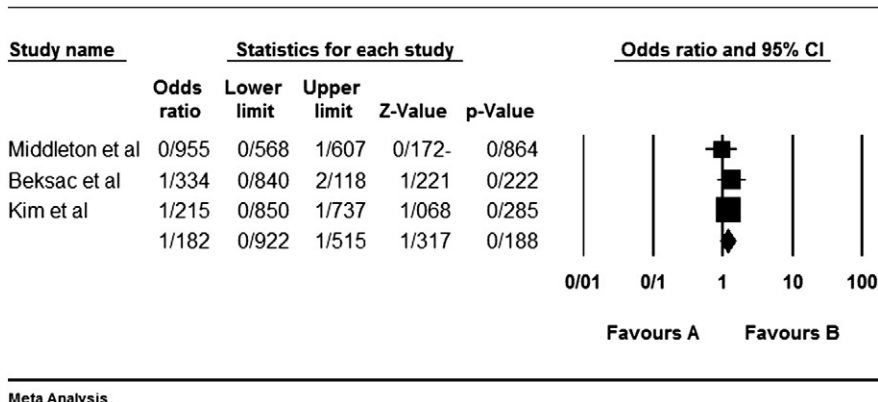 Study name Statistics for each study Odds ratio and 95% CI
Odds Lower Upper
ratio limit limit Z-Value p-Value
Middleton et al 0/955 0/568 1/607 0/172- 0/864
Beksac et al 1/334 0/840 2/118 1/221 0/222
Kim et al 1/215 0/850 1/737 1/068 0/285
1/182 0/922 1/515 1/317 0/188
0/01 0/1 1 10 100
Favours A Favours B
Meta Analysis